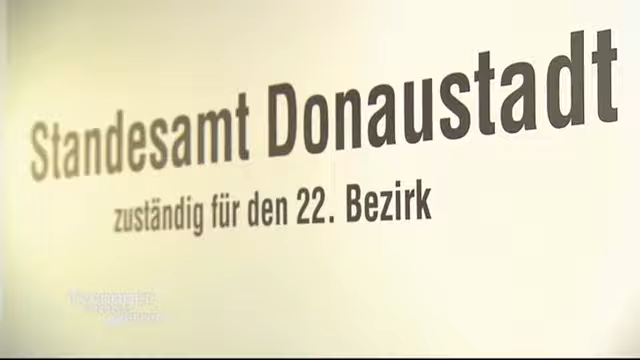 Standesamt Donaustadt
zuständig für den 22. Bezirk